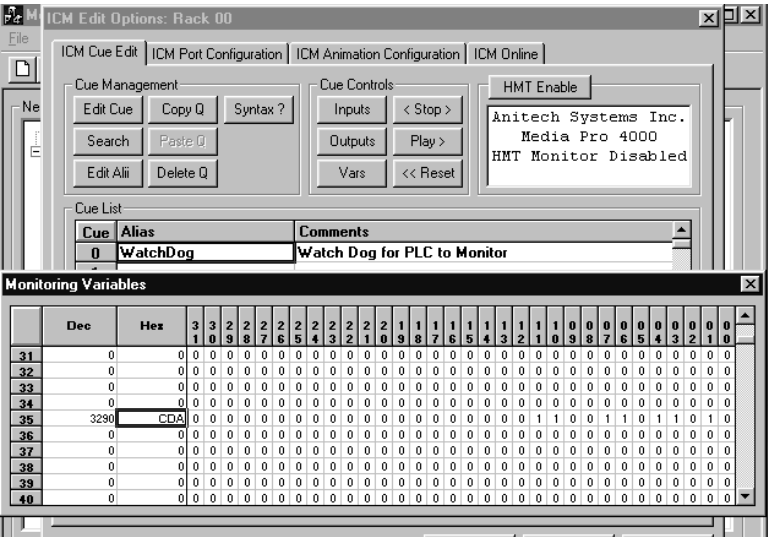 M ICM Edit Options: Rack 00
File
ICM Cue Edit ICM Port Configuration ICM Animation Configuration ICM Online
Cue Management Cue Controls HMT Enable
Ne Edit Cue Copy Q Syntax ? Inputs < Stop >
Anitech Systems Inc.
Search Paste Q Outputs Play > Media Pro 4000
HMT Monitor Disabled
Edit Alii Delete Q Vars << Reset
Cue List
Cue Alias Comments
0 WatchDog Watch Dog for PLC to Monitor
Monitoring Variables
Dec Hex 31 30 29 28 27 26 25 24 23 22 21 20 19 18 17 16 15 14 13 12 11 10 09 08 07 06 05 04 03 02 01 00
31 0 0 0 0 0 0 0 0 0 0 0 0 0 0 0 0 0 0 0 0 0 0 0 0 0 0 0 0 0 0 0 0 0 0
32 0 0 0 0 0 0 0 0 0 0 0 0 0 0 0 0 0 0 0 0 0 0 0 0 0 0 0 0 0 0 0 0 0 0
33 0 0 0 0 0 0 0 0 0 0 0 0 0 0 0 0 0 0 0 0 0 0 0 0 0 0 0 0 0 0 0 0 0 0
34 0 0 0 0 0 0 0 0 0 0 0 0 0 0 0 0 0 0 0 0 0 0 0 0 0 0 0 0 0 0 0 0 0 0
35 3290 CDA 0 0 0 0 0 0 0 0 0 0 0 0 0 0 0 0 0 0 0 0 1 1 0 0 1 1 0 1 1 0 1 0
36 0 0 0 0 0 0 0 0 0 0 0 0 0 0 0 0 0 0 0 0 0 0 0 0 0 0 0 0 0 0 0 0 0 0
37 0 0 0 0 0 0 0 0 0 0 0 0 0 0 0 0 0 0 0 0 0 0 0 0 0 0 0 0 0 0 0 0 0 0
38 0 0 0 0 0 0 0 0 0 0 0 0 0 0 0 0 0 0 0 0 0 0 0 0 0 0 0 0 0 0 0 0 0 0
39 0 0 0 0 0 0 0 0 0 0 0 0 0 0 0 0 0 0 0 0 0 0 0 0 0 0 0 0 0 0 0 0 0 0
40 0 0 0 0 0 0 0 0 0 0 0 0 0 0 0 0 0 0 0 0 0 0 0 0 0 0 0 0 0 0 0 0 0 0